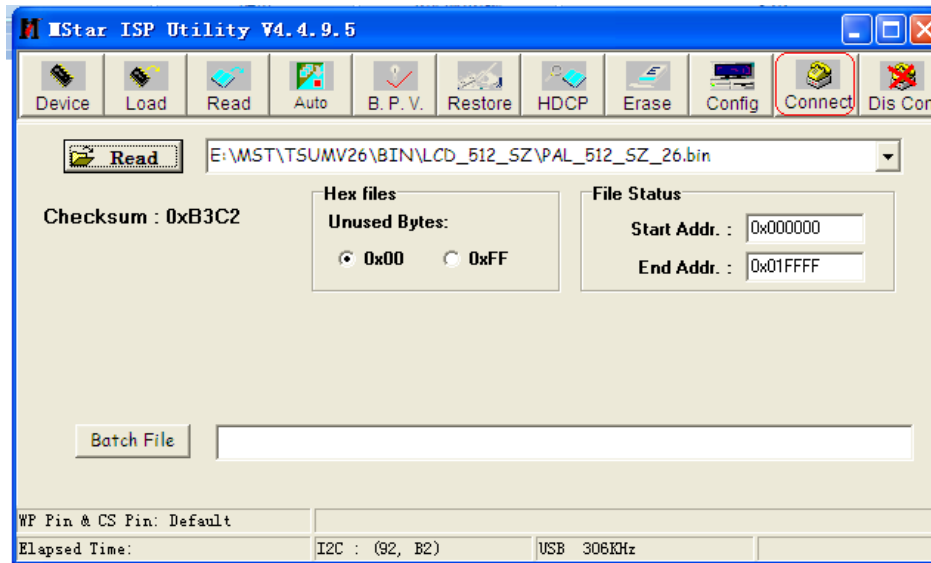 MStar ISP Utility V4.4.9.5
Device Load Read Auto B. P. V. Restore HDCP Erase Config Connect Dis Con
Read E:\MST\TSUMV26\BIN\LCD_512_SZ\PAL_512_SZ_26.bin
Checksum : 0xB3C2
Hex files
Unused Bytes:
0x00 0xFF
File Status
Start Addr. : 0x000000
End Addr. : 0x01FFFF
Batch File
WP Pin & CS Pin: Default
Elapsed Time: I2C : (92, B2) USB 306KHz